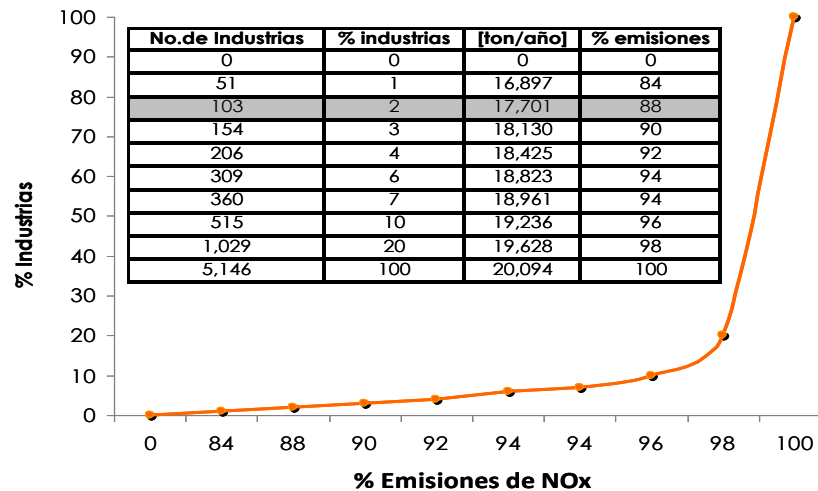 No.de Industrias % industrias [ton/año] % emisiones
0 0 0 0
51 1 16,897 84
103 2 17,701 88
154 3 18,130 90
206 4 18,425 92
309 6 18,823 94
360 7 18,961 94
515 10 19,236 96
1,029 20 19,628 98
5,146 100 20,094 100
100
90
80
70
60
50
40
30
20
10
0
% Industrias
0 84 88 90 92 94 94 96 98 100
% Emisiones de NOx